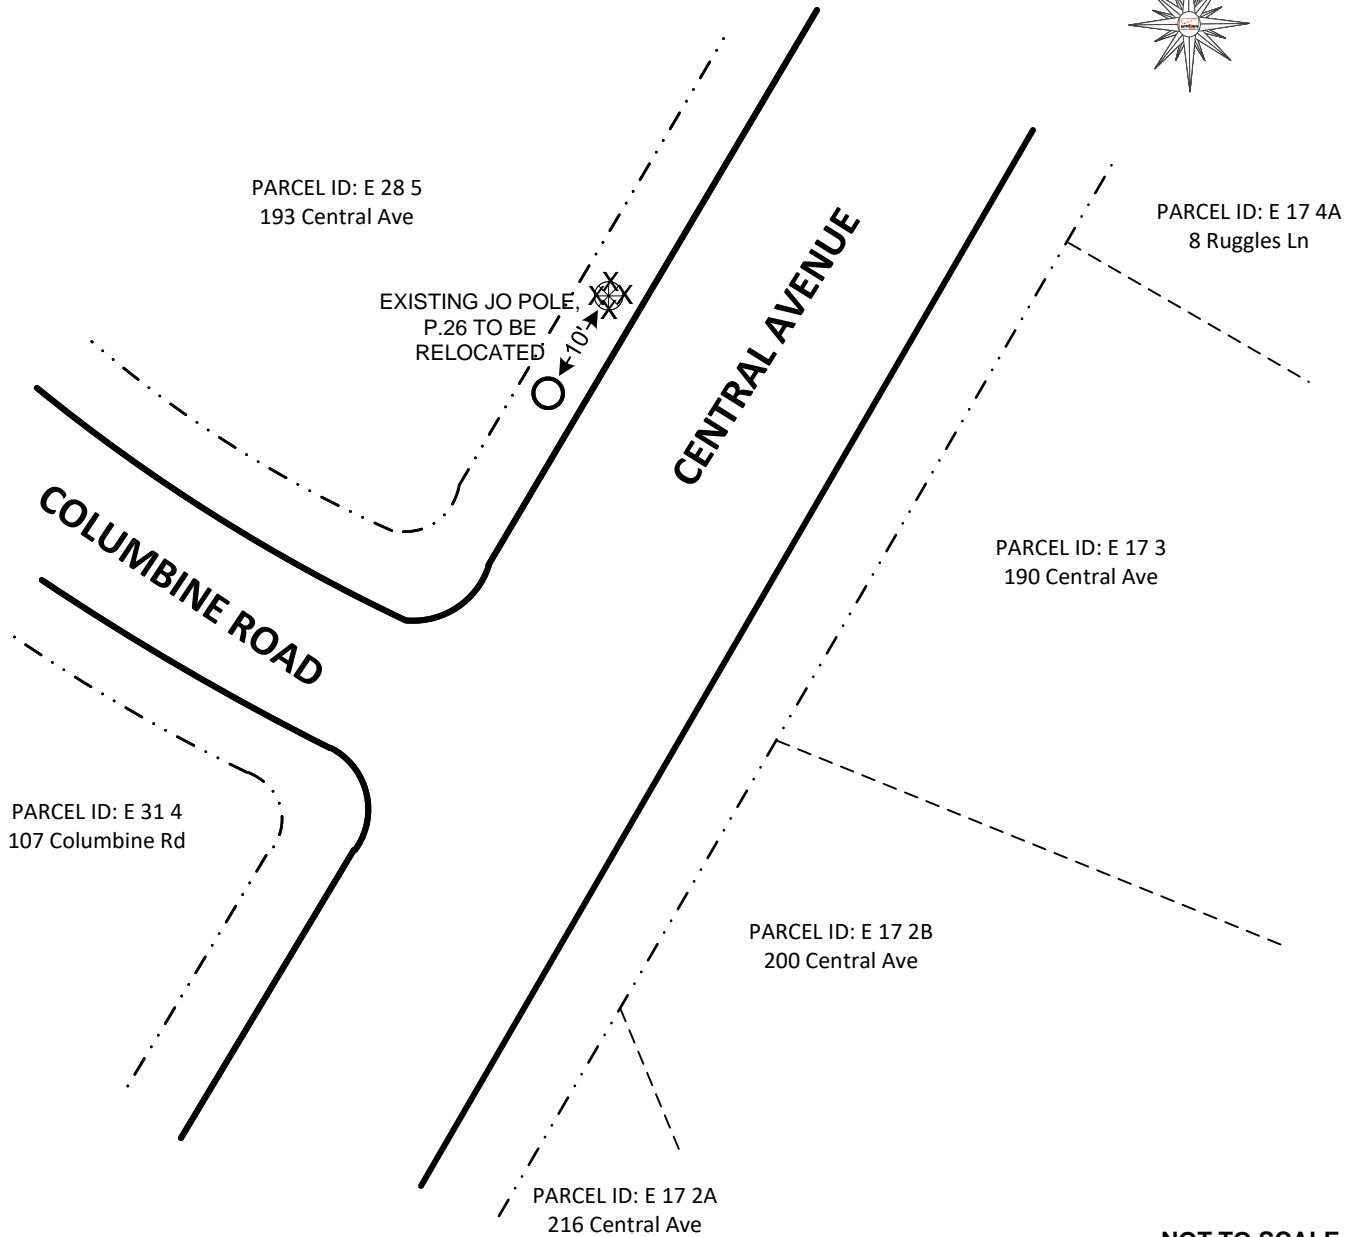 PARCEL ID: E 28 5
193 Central Ave
PARCEL ID: E 17 4A
8 Ruggles Ln
EXISTING JO POLE,
P.26 TO BE
RELOCATED
10'
CENTRAL AVENUE
COLUMBINE ROAD
PARCEL ID: E 17 3
190 Central Ave
PARCEL ID: E 31 4
107 Columbine Rd
PARCEL ID: E 17 2B
200 Central Ave
PARCEL ID: E 17 2A
216 Central Ave
NOT TO SCALE